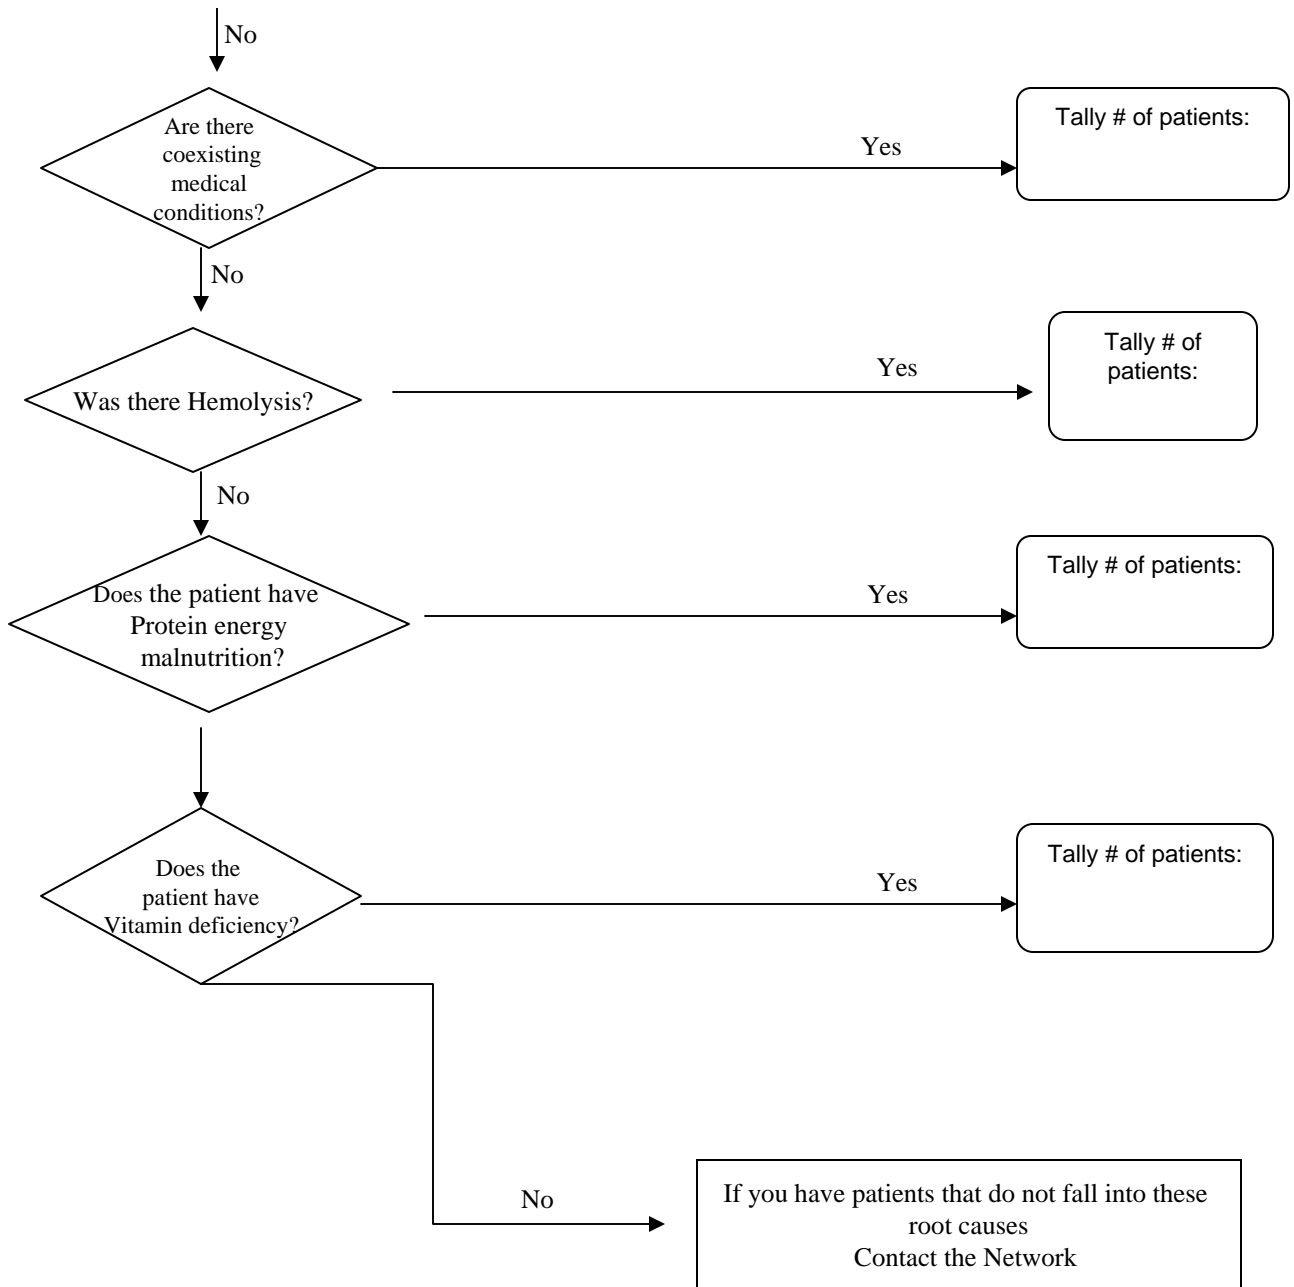 No
Are there
coexisting
medical
conditions?
Yes
Tally # of patients:
No
Was there Hemolysis?
Yes
Tally # of
patients:
No
Does the patient have
Protein energy
malnutrition?
Yes
Tally # of patients:
Does the
patient have
Vitamin deficiency?
Yes
Tally # of patients:
No
If you have patients that do not fall into these
root causes
Contact the Network